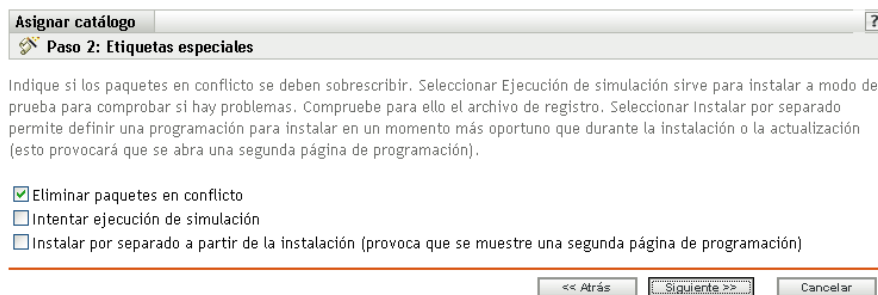 Asignar catálogo
?
Paso 2: Etiquetas especiales
Indique si los paquetes en conflicto se deben sobrescribir. Seleccionar Ejecución de simulación sirve para instalar a modo de
prueba para comprobar si hay problemas. Compruebe para ello el archivo de registro. Seleccionar Instalar por separado
permite definir una programación para instalar en un momento más oportuno que durante la instalación o la actualización
(esto provocará que se abra una segunda página de programación).
Eliminar paquetes en conflicto
Intentar ejecución de simulación
Instalar por separado a partir de la instalación (provoca que se muestre una segunda página de programación)
<< Atrás Siguiente >> Cancelar